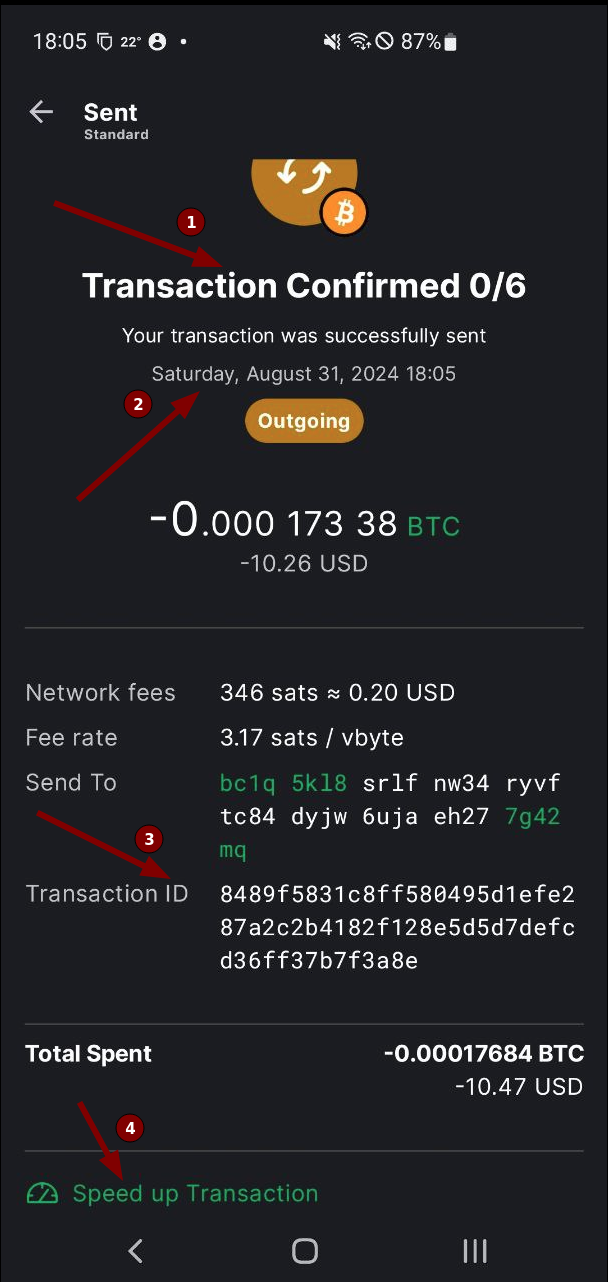 18:05 22° 87%
Sent
Standard
1
Transaction Confirmed 0/6
Your transaction was successfully sent
Saturday, August 31, 2024 18:05
2
Outgoing
-0.000 173 38 BTC
-10.26 USD
Network fees 346 sats ≈ 0.20 USD
Fee rate 3.17 sats / vbyte
Send To bc1q 5kl8 srlf nw34 ryvf
tc84 dyjw 6uja eh27 7g42
3
mq
Transaction ID 8489f5831c8ff580495d1efe2
87a2c2b4182f128e5d5d7defc
d36ff37b7f3a8e
Total Spent -0.00017684 BTC
-10.47 USD
4
Speed up Transaction